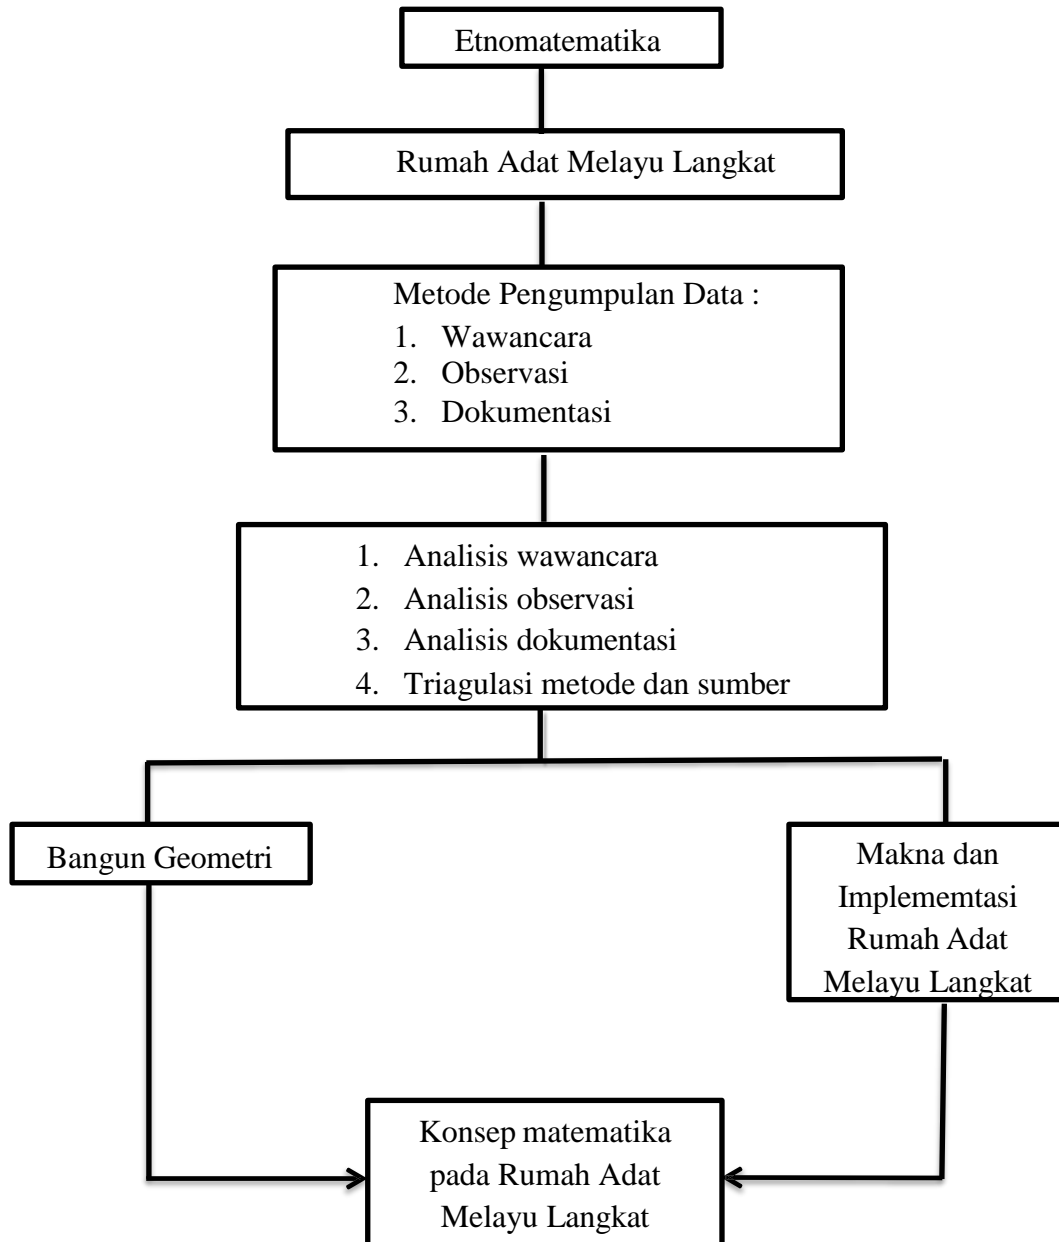 Etnomatematika
Rumah Adat Melayu Langkat
Metode Pengumpulan Data :
1. Wawancara
2. Observasi
3. Dokumentasi
1. Analisis wawancara
2. Analisis observasi
3. Analisis dokumentasi
4. Triagulasi metode dan sumber
Bangun Geometri
Makna dan
Implememtasi
Rumah Adat
Melayu Langkat
Konsep matematika
pada Rumah Adat
Melayu Langkat